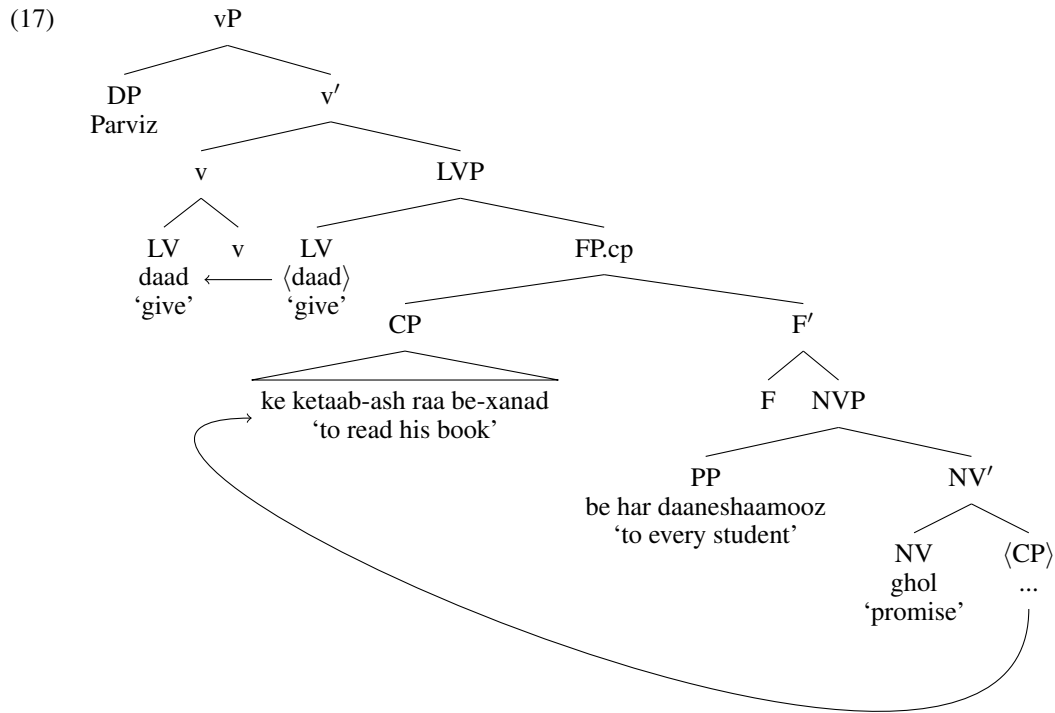 (17) vP
DP v′
Parviz
v LVP
LV v LV FP.cp
daad ⟨daad⟩
‘give’ ‘give’
CP F′
ke ketaab-ash raa be-xanad F NVP
‘to read his book’
PP NV′
be har daaneshaamooz
‘to every student’
NV ⟨CP⟩
ghol ...
‘promise’